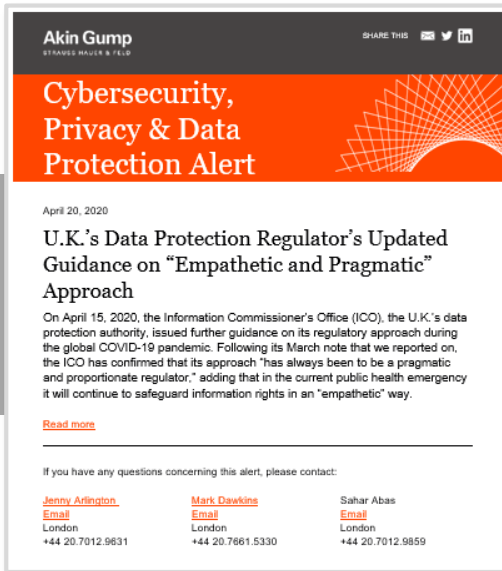 Akin Gump
STRAUSS HAUER & FELD
SHARE THIS
in
Cybersecurity,
Privacy & Data
Protection Alert
April 20, 2020
U.K.’s Data Protection Regulator’s Updated
Guidance on “Empathetic and Pragmatic”
Approach
On April 15, 2020, the Information Commissioner’s Office (ICO), the U.K.’s data
protection authority, issued further guidance on its regulatory approach during
the global COVID-19 pandemic. Following its March note that we reported on,
the ICO has confirmed that its approach “has always been to be a pragmatic
and proportionate regulator,” adding that in the current public health emergency
it will continue to safeguard information rights in an “empathetic” way.
Read more
If you have any questions concerning this alert, please contact:
Jenny Arlington
Email
London
+44 20.7012.9631
Mark Dawkins
Email
London
+44 20.7661.5330
Sahar Abas
Email
London
+44 20.7012.9859